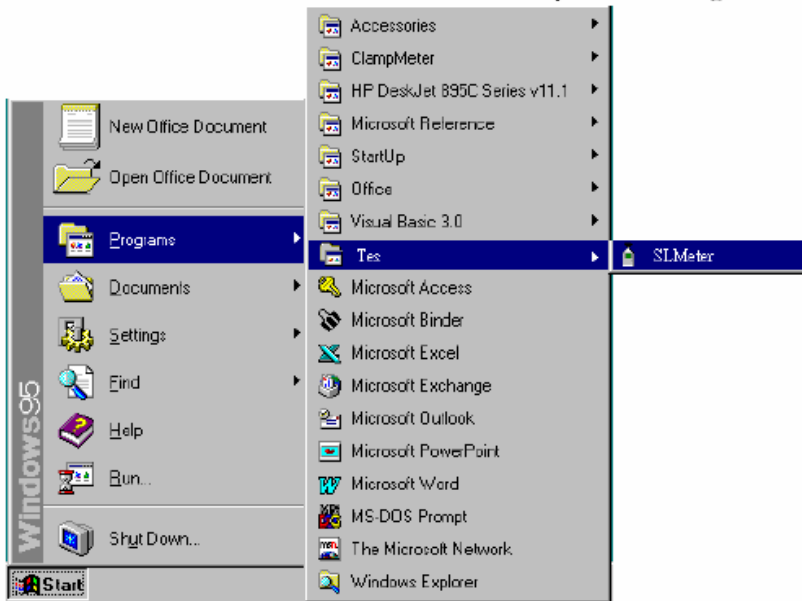 New Office Document
Open Office Document
Programs
Documents
Settings
Find
Help
Run...
Shut Down...
Windows95
Start
Accessories
ClampMeter
HP DeskJet 895C Series v11.1
Microsoft Reference
StartUp
Office
Visual Basic 3.0
Tes
Microsoft Access
Microsoft Binder
Microsoft Excel
Microsoft Exchange
Microsoft Outlook
Microsoft PowerPoint
Microsoft Word
MS-DOS Prompt
The Microsoft Network
Windows Explorer
SLMeter